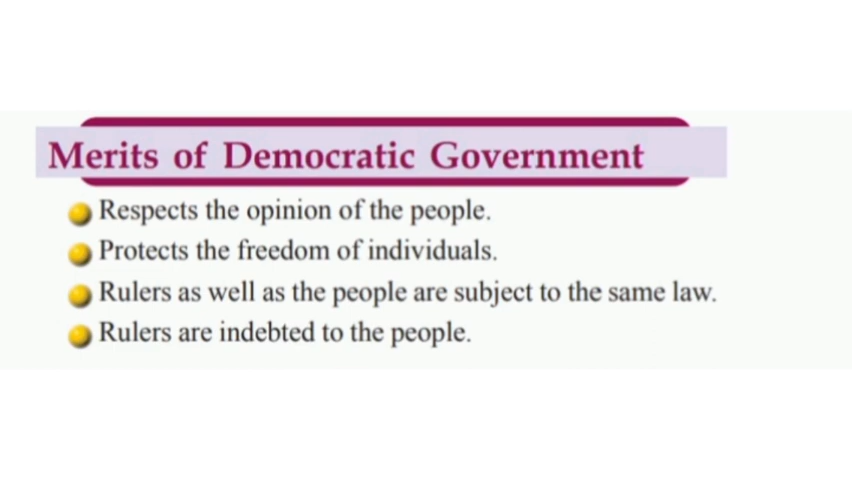 Merits of Democratic Government
Respects the opinion of the people.
Protects the freedom of individuals.
Rulers as well as the people are subject to the same law.
Rulers are indebted to the people.